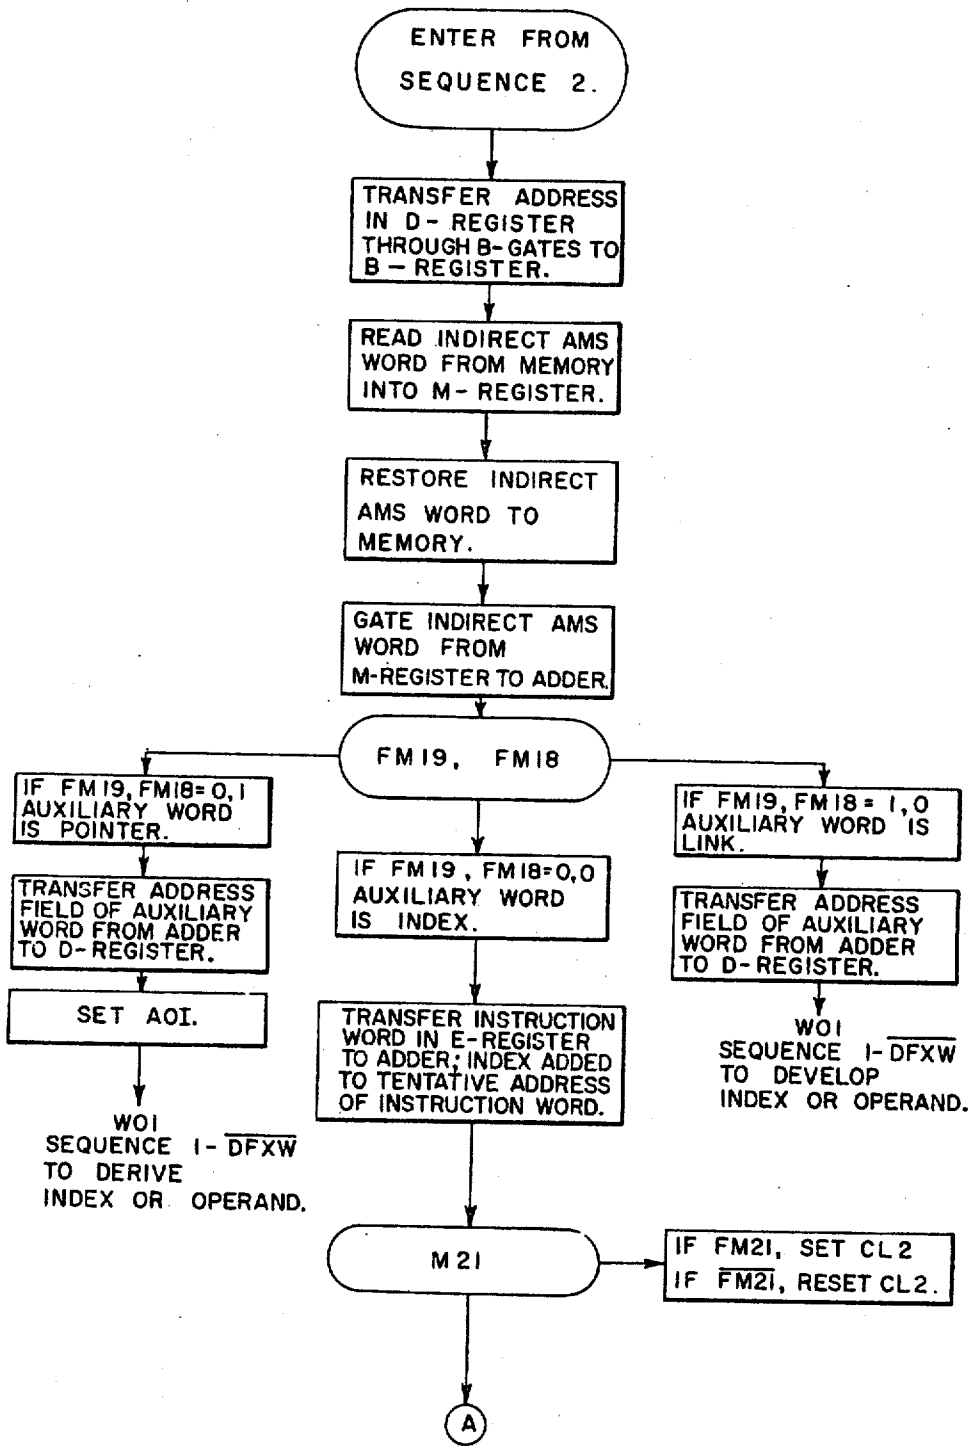 ENTER FROM
SEQUENCE 2.
TRANSFER ADDRESS
IN D- REGISTER
THROUGH B-GATES TO
B-REGISTER.
READ INDIRECT AMS
WORD FROM MEMORY
INTO M-REGISTER.
RESTORE INDIRECT
AMS WORD TO
MEMORY.
GATE INDIRECT AMS
WORD FROM
M-REGISTER TO ADDER.
FM19, FM18
IF FM19, FM18=0,1
AUXILIARY WORD
IS POINTER.
TRANSFER ADDRESS
FIELD OF AUXILIARY
WORD FROM ADDER
TO D-REGISTER.
SET A01.
W01
SEQUENCE 1-D̅F̅X̅W̅
TO DERIVE
INDEX OR OPERAND.
IF FM19, FM18=0,0
AUXILIARY WORD
IS INDEX.
TRANSFER INSTRUCTION
WORD IN E-REGISTER
TO ADDER; INDEX ADDED
TO TENTATIVE ADDRESS
OF INSTRUCTION WORD.
IF FM19, FM18= 1,0
AUXILIARY WORD IS
LINK.
TRANSFER ADDRESS
FIELD OF AUXILIARY
WORD FROM ADDER
TO D-REGISTER.
W01
SEQUENCE 1-D̅F̅X̅W̅
TO DEVELOP
INDEX OR OPERAND.
M21
IF FM21, SET CL2
IF F̅M̅2̅1̅, RESET CL2.
A